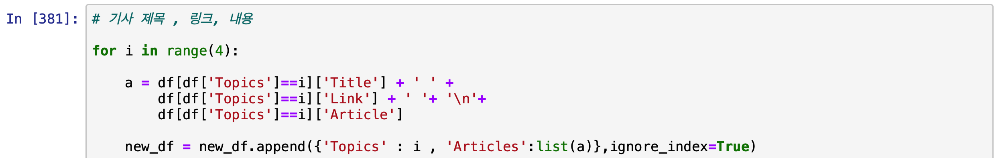 In [381]: # 기사 제목 , 링크, 내용
for i in range(4):
    a = df[df['Topics']==i]['Title'] + ' ' +
        df[df['Topics']==i]['Link'] + ' '+ '\n'+
        df[df['Topics']==i]['Article']
    new_df = new_df.append({'Topics' : i , 'Articles':list(a)},ignore_index=True)